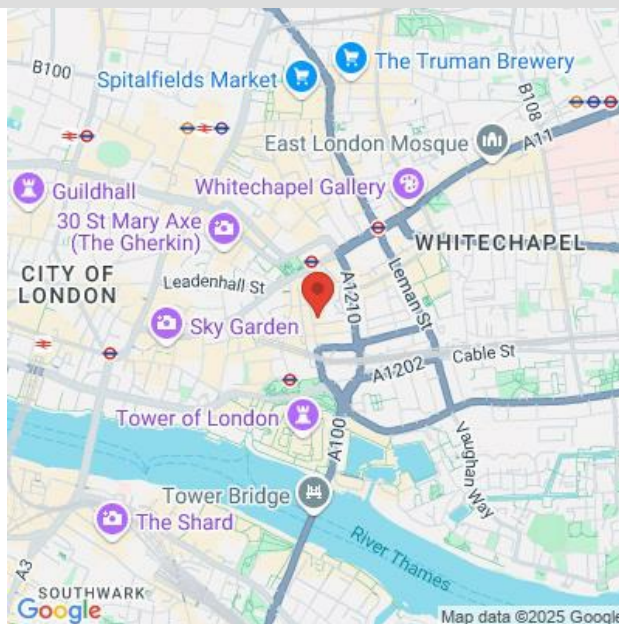 B100
Spitalfields Market
The Truman Brewery
B108
East London Mosque
A11
Guildhall
Whitechapel Gallery
30 St Mary Axe
(The Gherkin)
WHITECHAPEL
CITY OF
LONDON
Leadenhall St
A1210
Leman St
Sky Garden
Cable St
A1202
Tower of London
A100
Vaughan Way
Tower Bridge
The Shard
River Thames
A3
SOUTHWARK
Google
Map data ©2025 Google